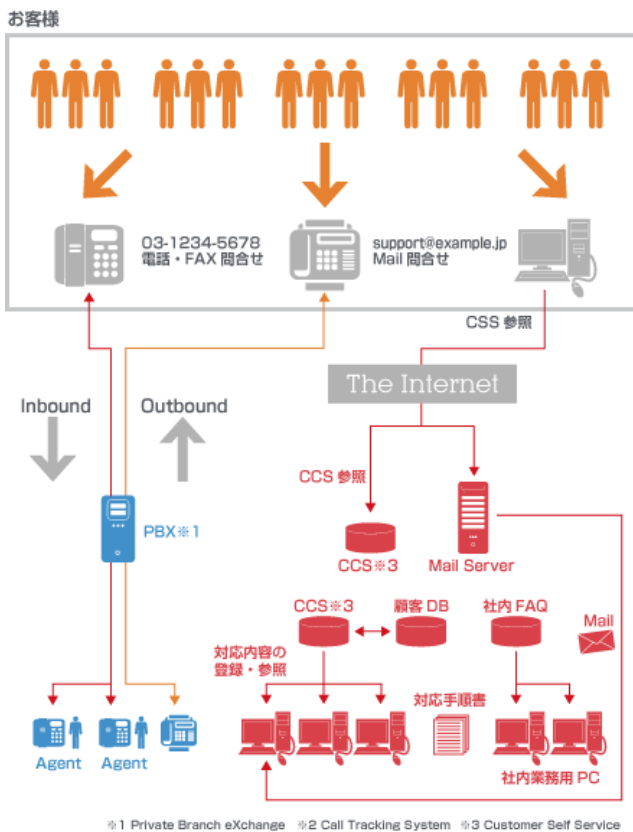 お客様
03-1234-5678
電話・FAX 問合せ
support@example.jp
Mail 問合せ
CSS 参照
The Internet
Inbound
Outbound
CCS 参照
PBX※1
CCS※3
Mail Server
CCS※3
顧客 DB
社内 FAQ
Mail
対応内容の
登録・参照
対応手順書
Agent
Agent
社内業務用 PC
※1 Private Branch eXchange ※2 Call Tracking System ※3 Customer Self Service